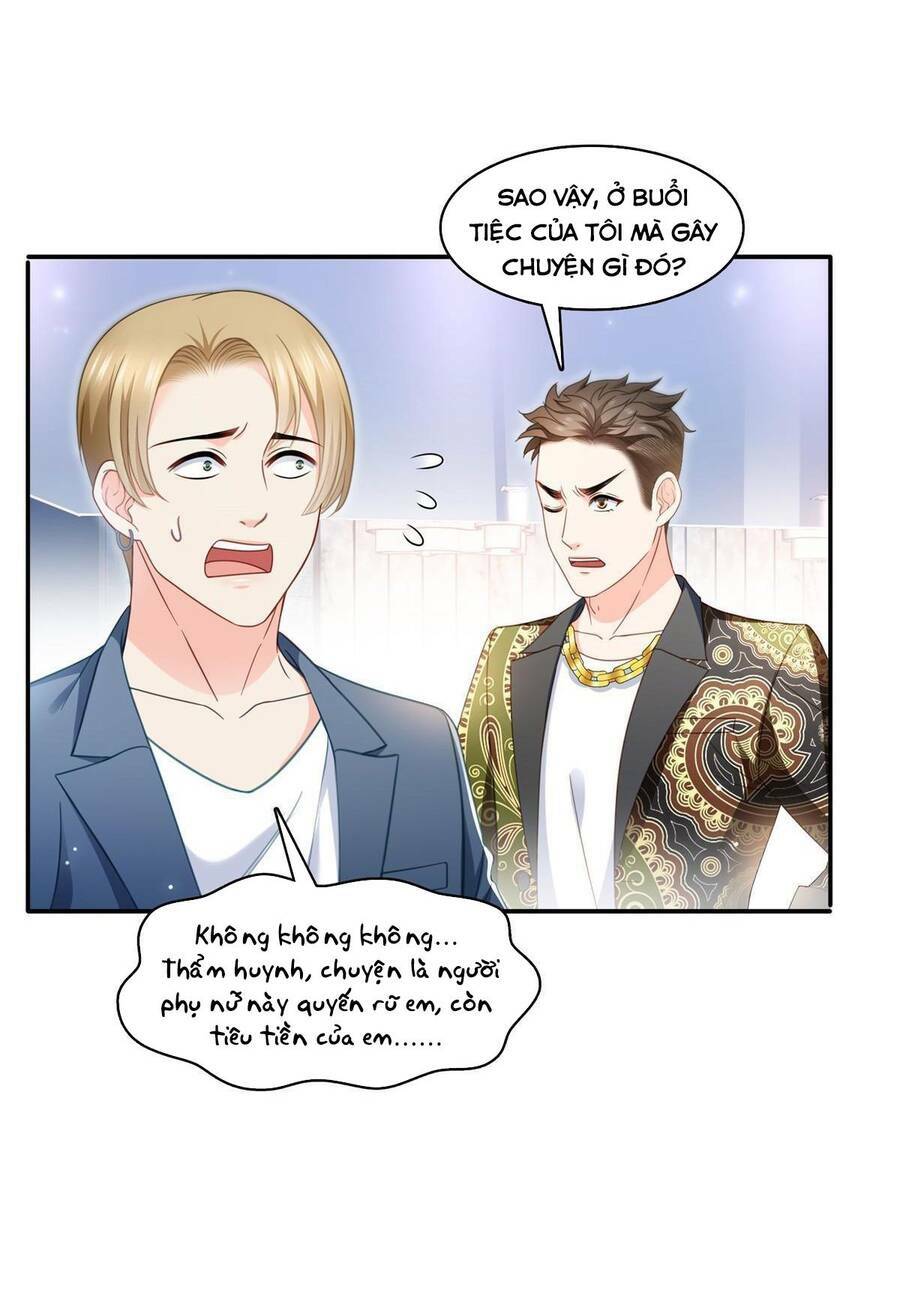 SAO VẬY, Ở BUỔI
TIỆC CỦA TÔI MÀ GÂY
CHUYỆN GÌ ĐÓ?
Không không không...
Thẩm huynh, chuyện là người
phụ nữ này quyến rũ em, còn
tiêu tiền của em......